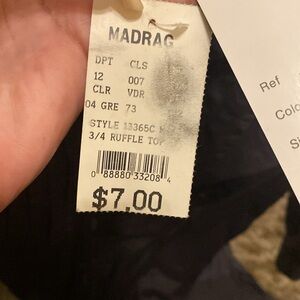 MADRAG
DPT CLS
12 007
CLR VDR
04 GRE 73
STYLE 13365C
3/4 RUFFLE TOP
0 88880 33208 4
$7.00
Ref